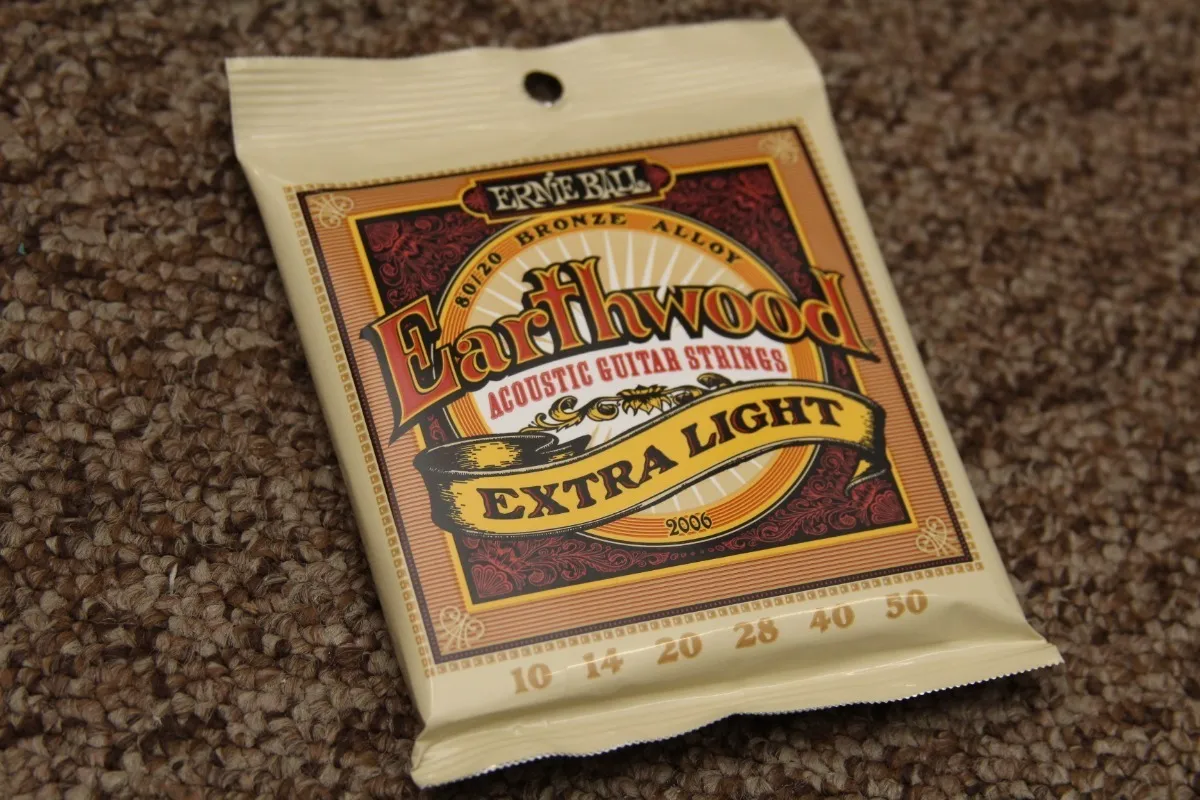 ERNIE BALL
80/20 BRONZE ALLOY
Earthwood
ACOUSTIC GUITAR STRINGS
EXTRA LIGHT
2006
10 14 20 28 40 50